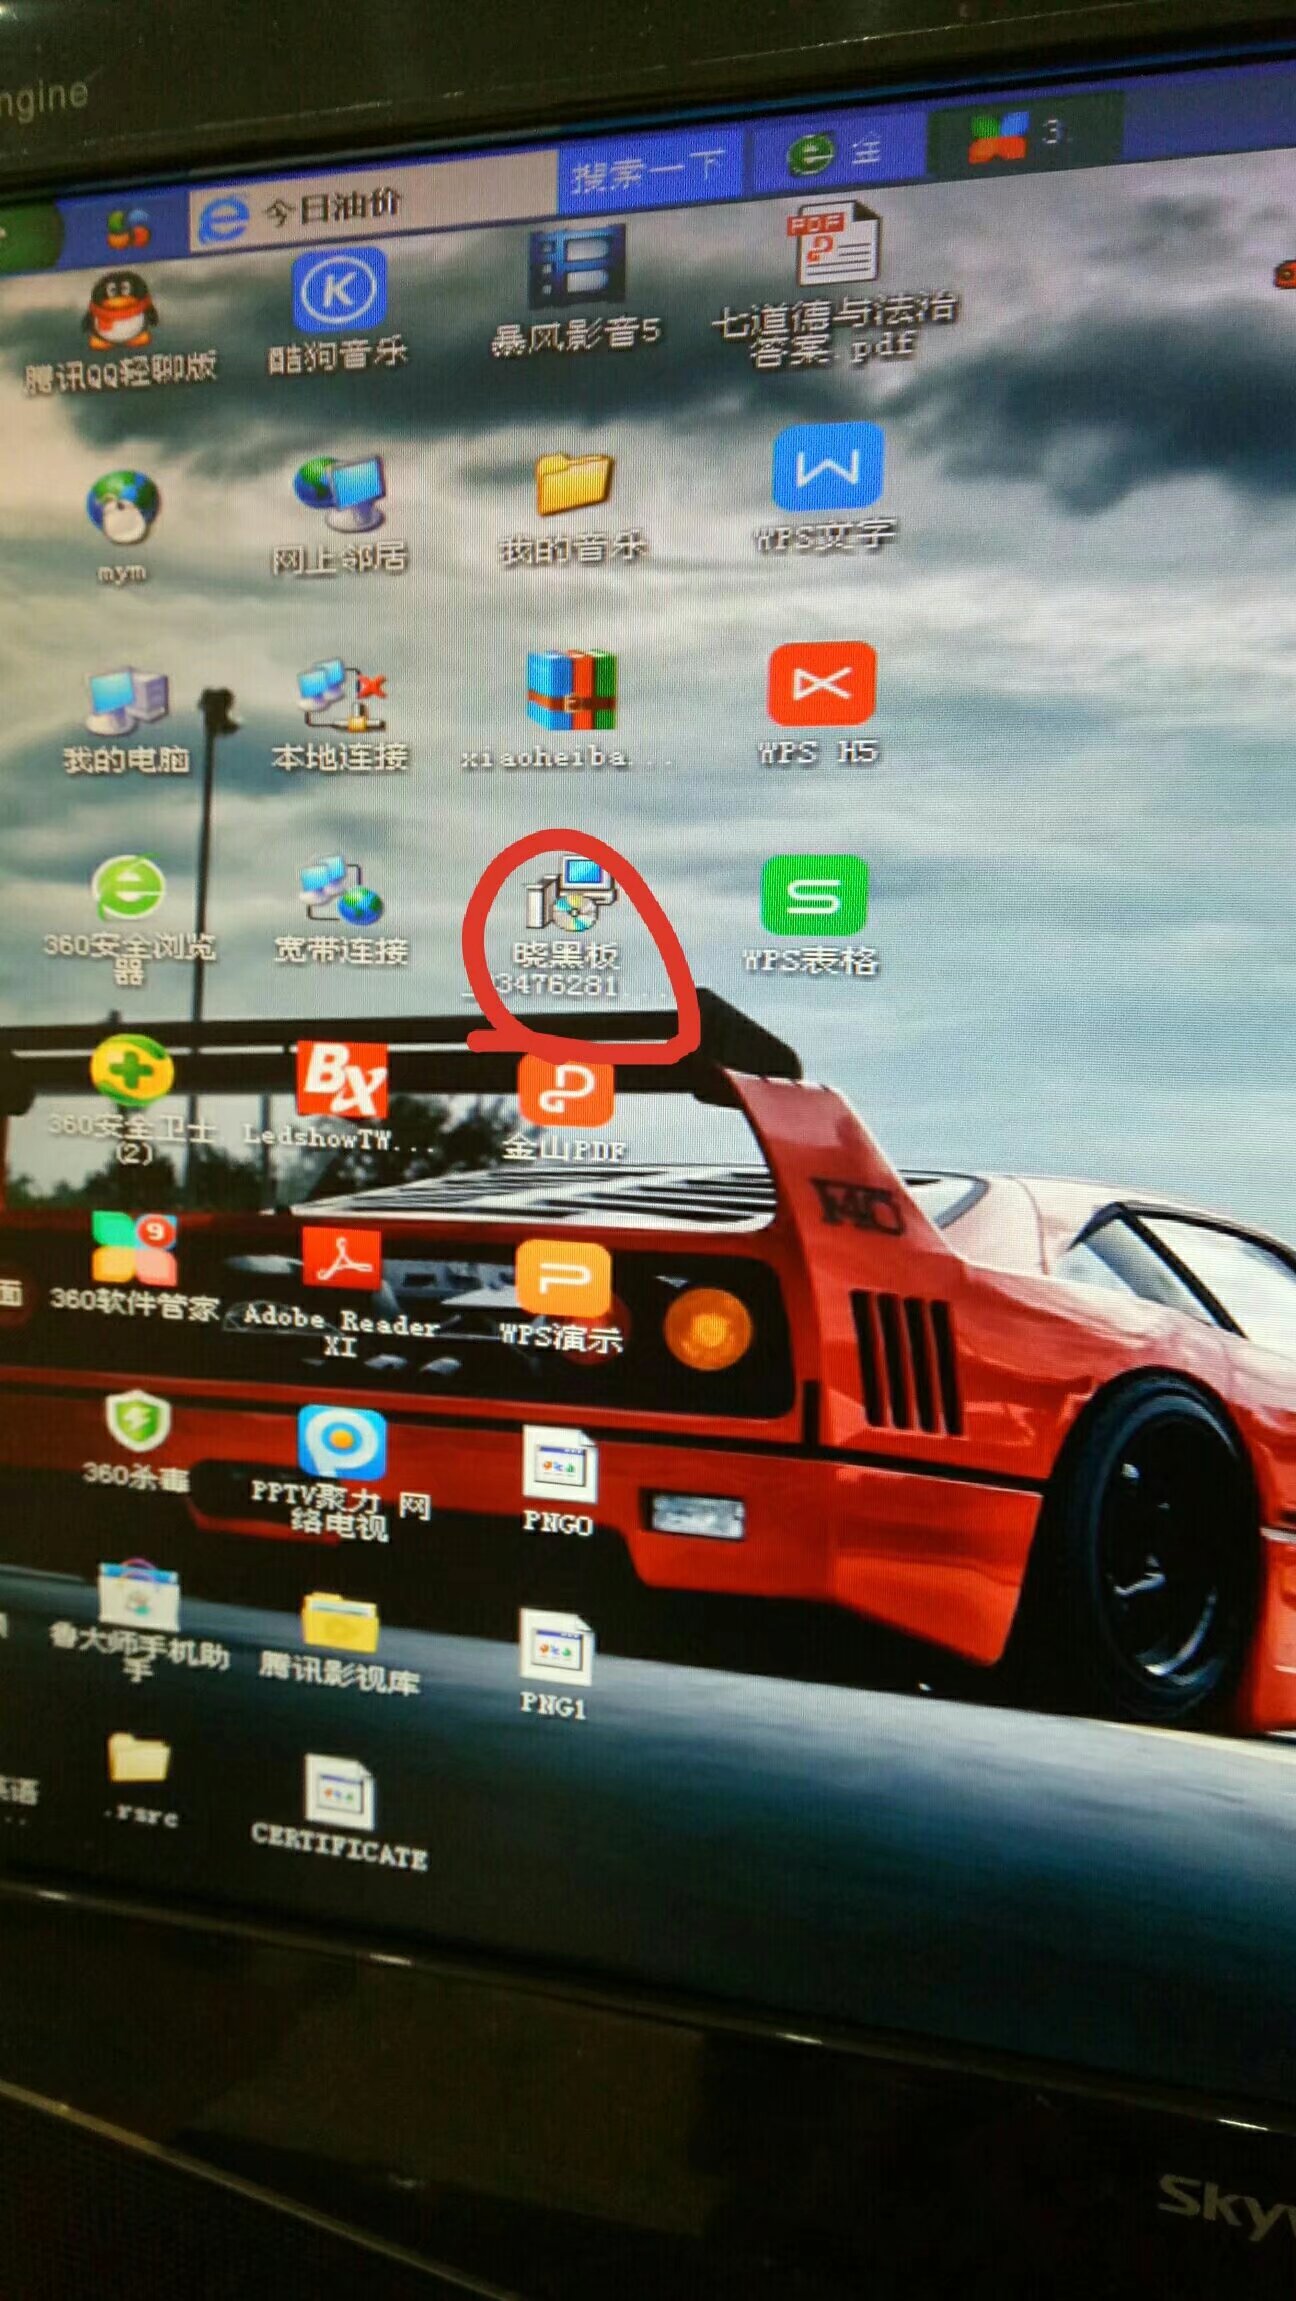 ngine
今日油价
搜索一下
全
3.
腾讯QQ轻聊版
酷狗音乐
暴风影音5
七道德与法治
答案.pdf
mym
网上邻居
我的音乐
WPS文字
我的电脑
本地连接
xiaoheiba...
WPS H5
360安全浏览
器
宽带连接
晓黑板
_3476281...
WPS表格
360安全卫士
(2)
LedshowTW...
金山PDF
F40
面
360软件管家
Adobe Reader
XI
WPS演示
360杀毒
PPTV聚力 网
络电视
PNG0
鲁大师手机助
手
腾讯影视库
PNG1
英语
...
.rsrc
CERTIFICATE
Sky